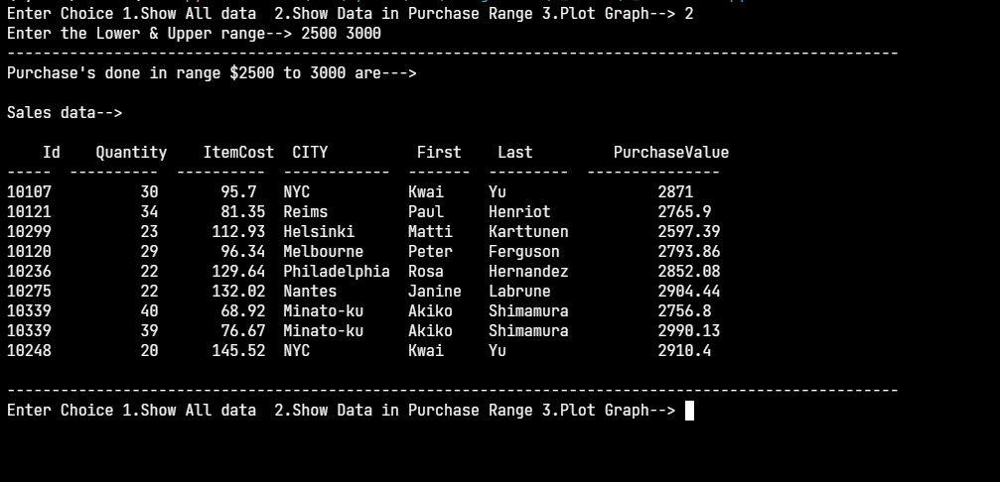 Enter Choice 1.Show All data  2.Show Data in Purchase Range 3.Plot Graph--> 2
Enter the Lower & Upper range--> 2500 3000
----------------------------------------------------------------------------------------------------
Purchase's done in range $2500 to 3000 are--->
Sales data-->
    Id    Quantity    ItemCost  CITY          First    Last         PurchaseValue
-----  ----------  ----------  ------------  -------  ---------  ---------------
10107          30       95.7   NYC           Kwai     Yu                 2871
10121          34       81.35  Reims         Paul     Henriot            2765.9
10299          23      112.93  Helsinki      Matti    Karttunen          2597.39
10120          29       96.34  Melbourne     Peter    Ferguson           2793.86
10236          22      129.64  Philadelphia  Rosa     Hernandez          2852.08
10275          22      132.02  Nantes        Janine   Labrune            2904.44
10339          40       68.92  Minato-ku     Akiko    Shimamura          2756.8
10339          39       76.67  Minato-ku     Akiko    Shimamura          2990.13
10248          20      145.52  NYC           Kwai     Yu                 2910.4
----------------------------------------------------------------------------------------------------
Enter Choice 1.Show All data  2.Show Data in Purchase Range 3.Plot Graph-->